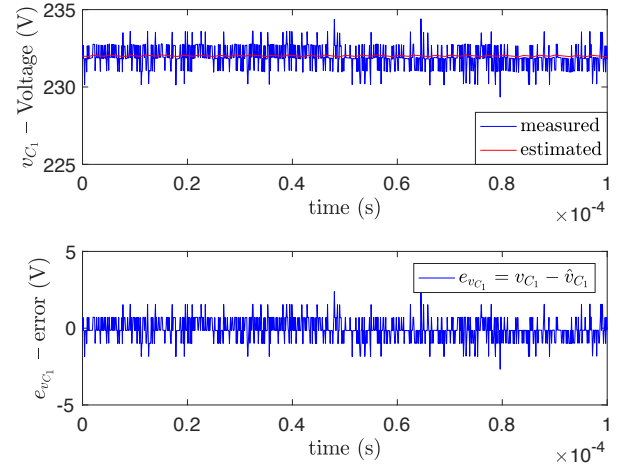 235
230
225
v_{C_1} − Voltage (V)
measured
estimated
0 0.2 0.4 0.6 0.8 1
time (s)
×10^{-4}
5
0
-5
e_{v_{C_1}} − error (V)
e_{v_{C_1}} = v_{C_1} − v̂_{C_1}
0 0.2 0.4 0.6 0.8 1
time (s)
×10^{-4}